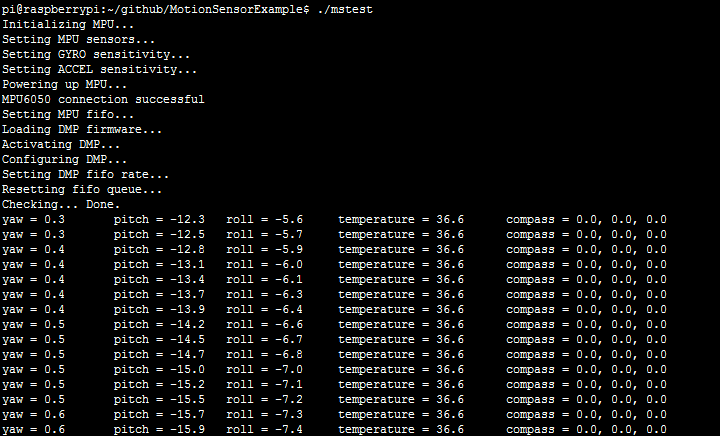 pi@raspberrypi:~/github/MotionSensorExample$ ./mstest
Initializing MPU...
Setting MPU sensors...
Setting GYRO sensitivity...
Setting ACCEL sensitivity...
Powering up MPU...
MPU6050 connection successful
Setting MPU fifo...
Loading DMP firmware...
Activating DMP...
Configuring DMP...
Setting DMP fifo rate...
Resetting fifo queue...
Checking... Done.
yaw = 0.3 pitch = -12.3 roll = -5.6 temperature = 36.6 compass = 0.0, 0.0, 0.0
yaw = 0.3 pitch = -12.5 roll = -5.7 temperature = 36.6 compass = 0.0, 0.0, 0.0
yaw = 0.4 pitch = -12.8 roll = -5.9 temperature = 36.6 compass = 0.0, 0.0, 0.0
yaw = 0.4 pitch = -13.1 roll = -6.0 temperature = 36.6 compass = 0.0, 0.0, 0.0
yaw = 0.4 pitch = -13.4 roll = -6.1 temperature = 36.6 compass = 0.0, 0.0, 0.0
yaw = 0.4 pitch = -13.7 roll = -6.3 temperature = 36.6 compass = 0.0, 0.0, 0.0
yaw = 0.4 pitch = -13.9 roll = -6.4 temperature = 36.6 compass = 0.0, 0.0, 0.0
yaw = 0.5 pitch = -14.2 roll = -6.6 temperature = 36.6 compass = 0.0, 0.0, 0.0
yaw = 0.5 pitch = -14.5 roll = -6.7 temperature = 36.6 compass = 0.0, 0.0, 0.0
yaw = 0.5 pitch = -14.7 roll = -6.8 temperature = 36.6 compass = 0.0, 0.0, 0.0
yaw = 0.5 pitch = -15.0 roll = -7.0 temperature = 36.6 compass = 0.0, 0.0, 0.0
yaw = 0.5 pitch = -15.2 roll = -7.1 temperature = 36.6 compass = 0.0, 0.0, 0.0
yaw = 0.5 pitch = -15.5 roll = -7.2 temperature = 36.6 compass = 0.0, 0.0, 0.0
yaw = 0.6 pitch = -15.7 roll = -7.3 temperature = 36.6 compass = 0.0, 0.0, 0.0
yaw = 0.6 pitch = -15.9 roll = -7.4 temperature = 36.6 compass = 0.0, 0.0, 0.0